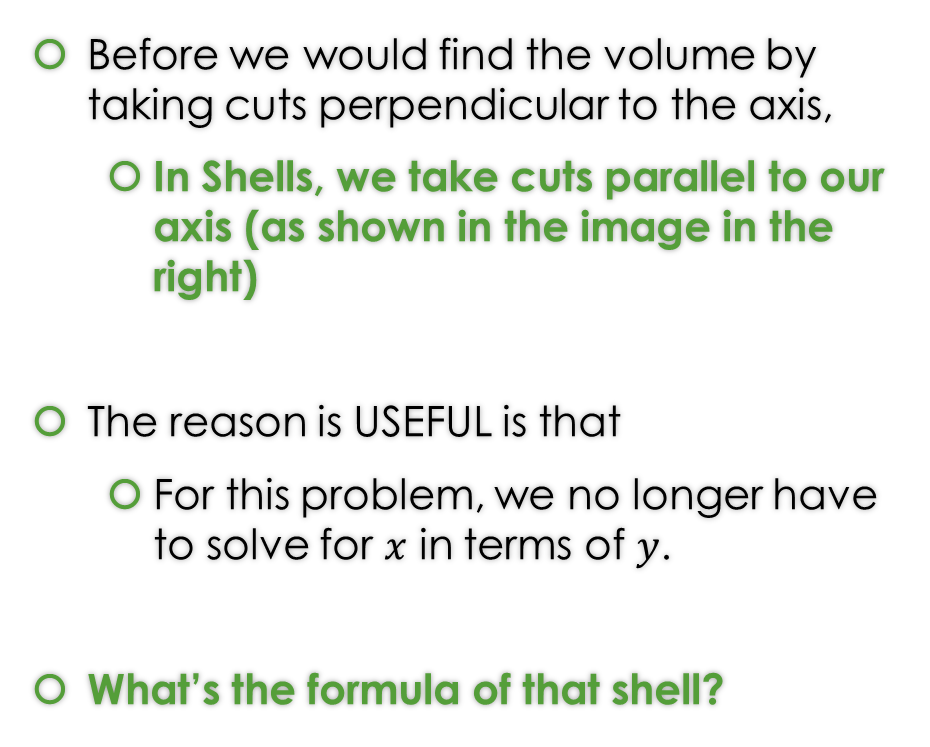 Before we would find the volume by
taking cuts perpendicular to the axis,
In Shells, we take cuts parallel to our
axis (as shown in the image in the
right)
The reason is USEFUL is that
For this problem, we no longer have
to solve for x in terms of y.
What's the formula of that shell?